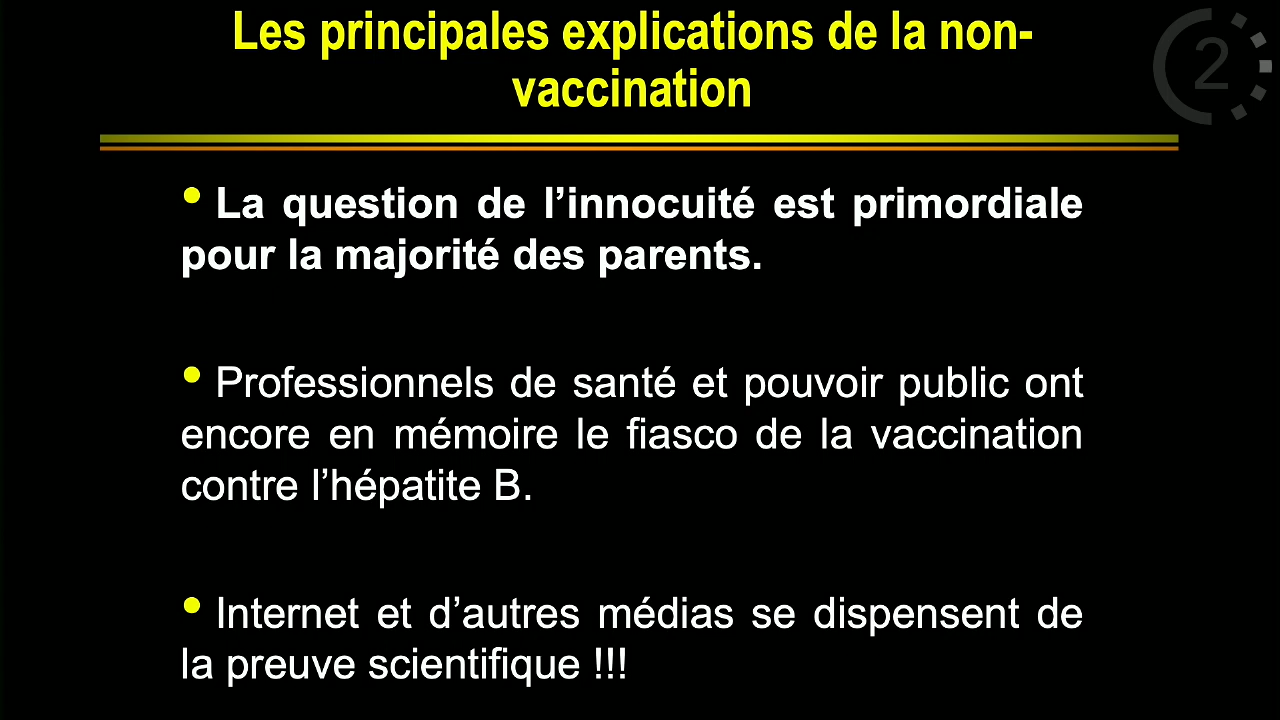 Les principales explications de la non-
vaccination
2
• La question de l’innocuité est primordiale
pour la majorité des parents.
• Professionnels de santé et pouvoir public ont
encore en mémoire le fiasco de la vaccination
contre l’hépatite B.
• Internet et d’autres médias se dispensent de
la preuve scientifique !!!